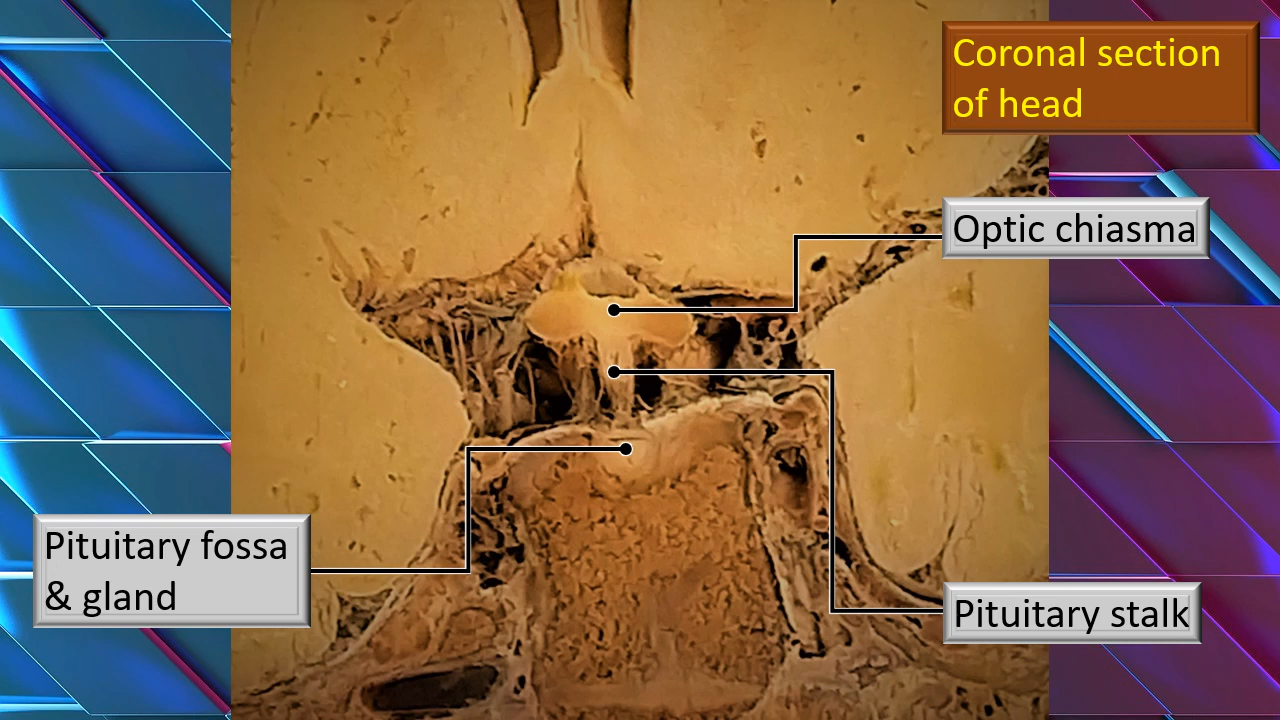 Coronal section
of head
Optic chiasma
Pituitary fossa
& gland
Pituitary stalk